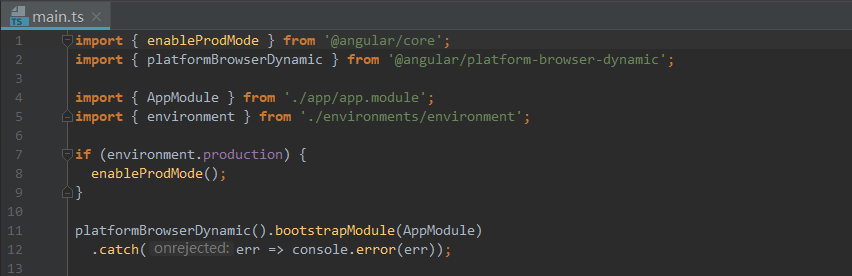 main.ts
1 import { enableProdMode } from '@angular/core';
2 import { platformBrowserDynamic } from '@angular/platform-browser-dynamic';
3
4 import { AppModule } from './app/app.module';
5 import { environment } from './environments/environment';
6
7 if (environment.production) {
8   enableProdMode();
9 }
10
11 platformBrowserDynamic().bootstrapModule(AppModule)
12   .catch( onrejected: err => console.error(err));
13